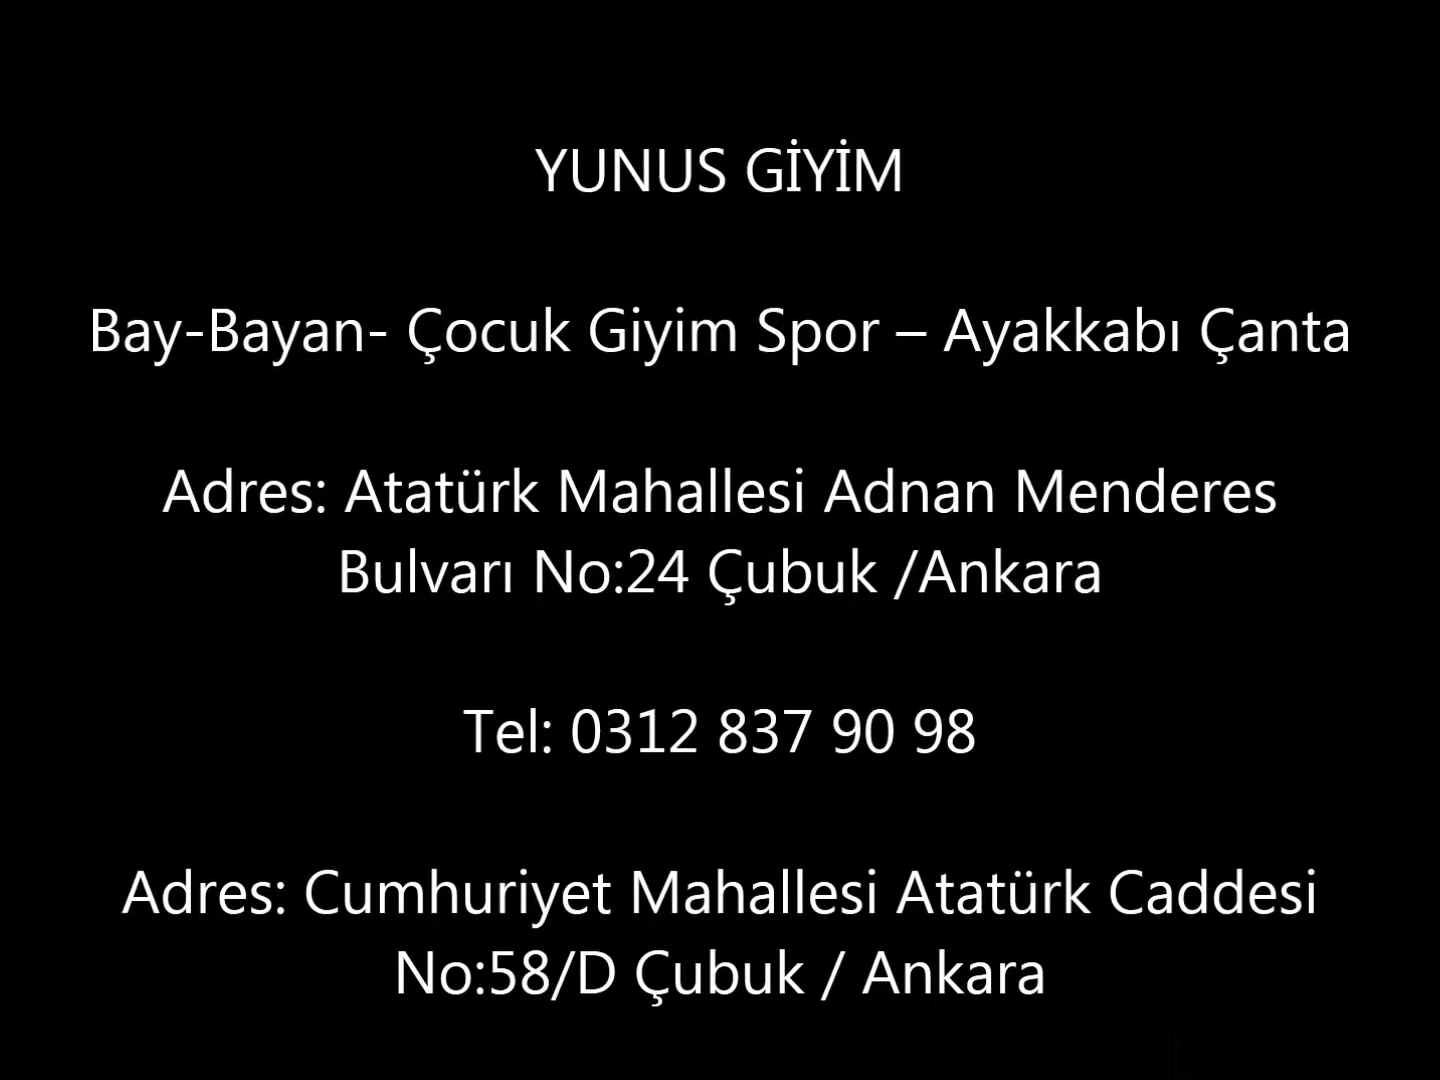 YUNUS GİYİM
Bay-Bayan- Çocuk Giyim Spor – Ayakkabı Çanta
Adres: Atatürk Mahallesi Adnan Menderes
Bulvarı No:24 Çubuk /Ankara
Tel: 0312 837 90 98
Adres: Cumhuriyet Mahallesi Atatürk Caddesi
No:58/D Çubuk / Ankara